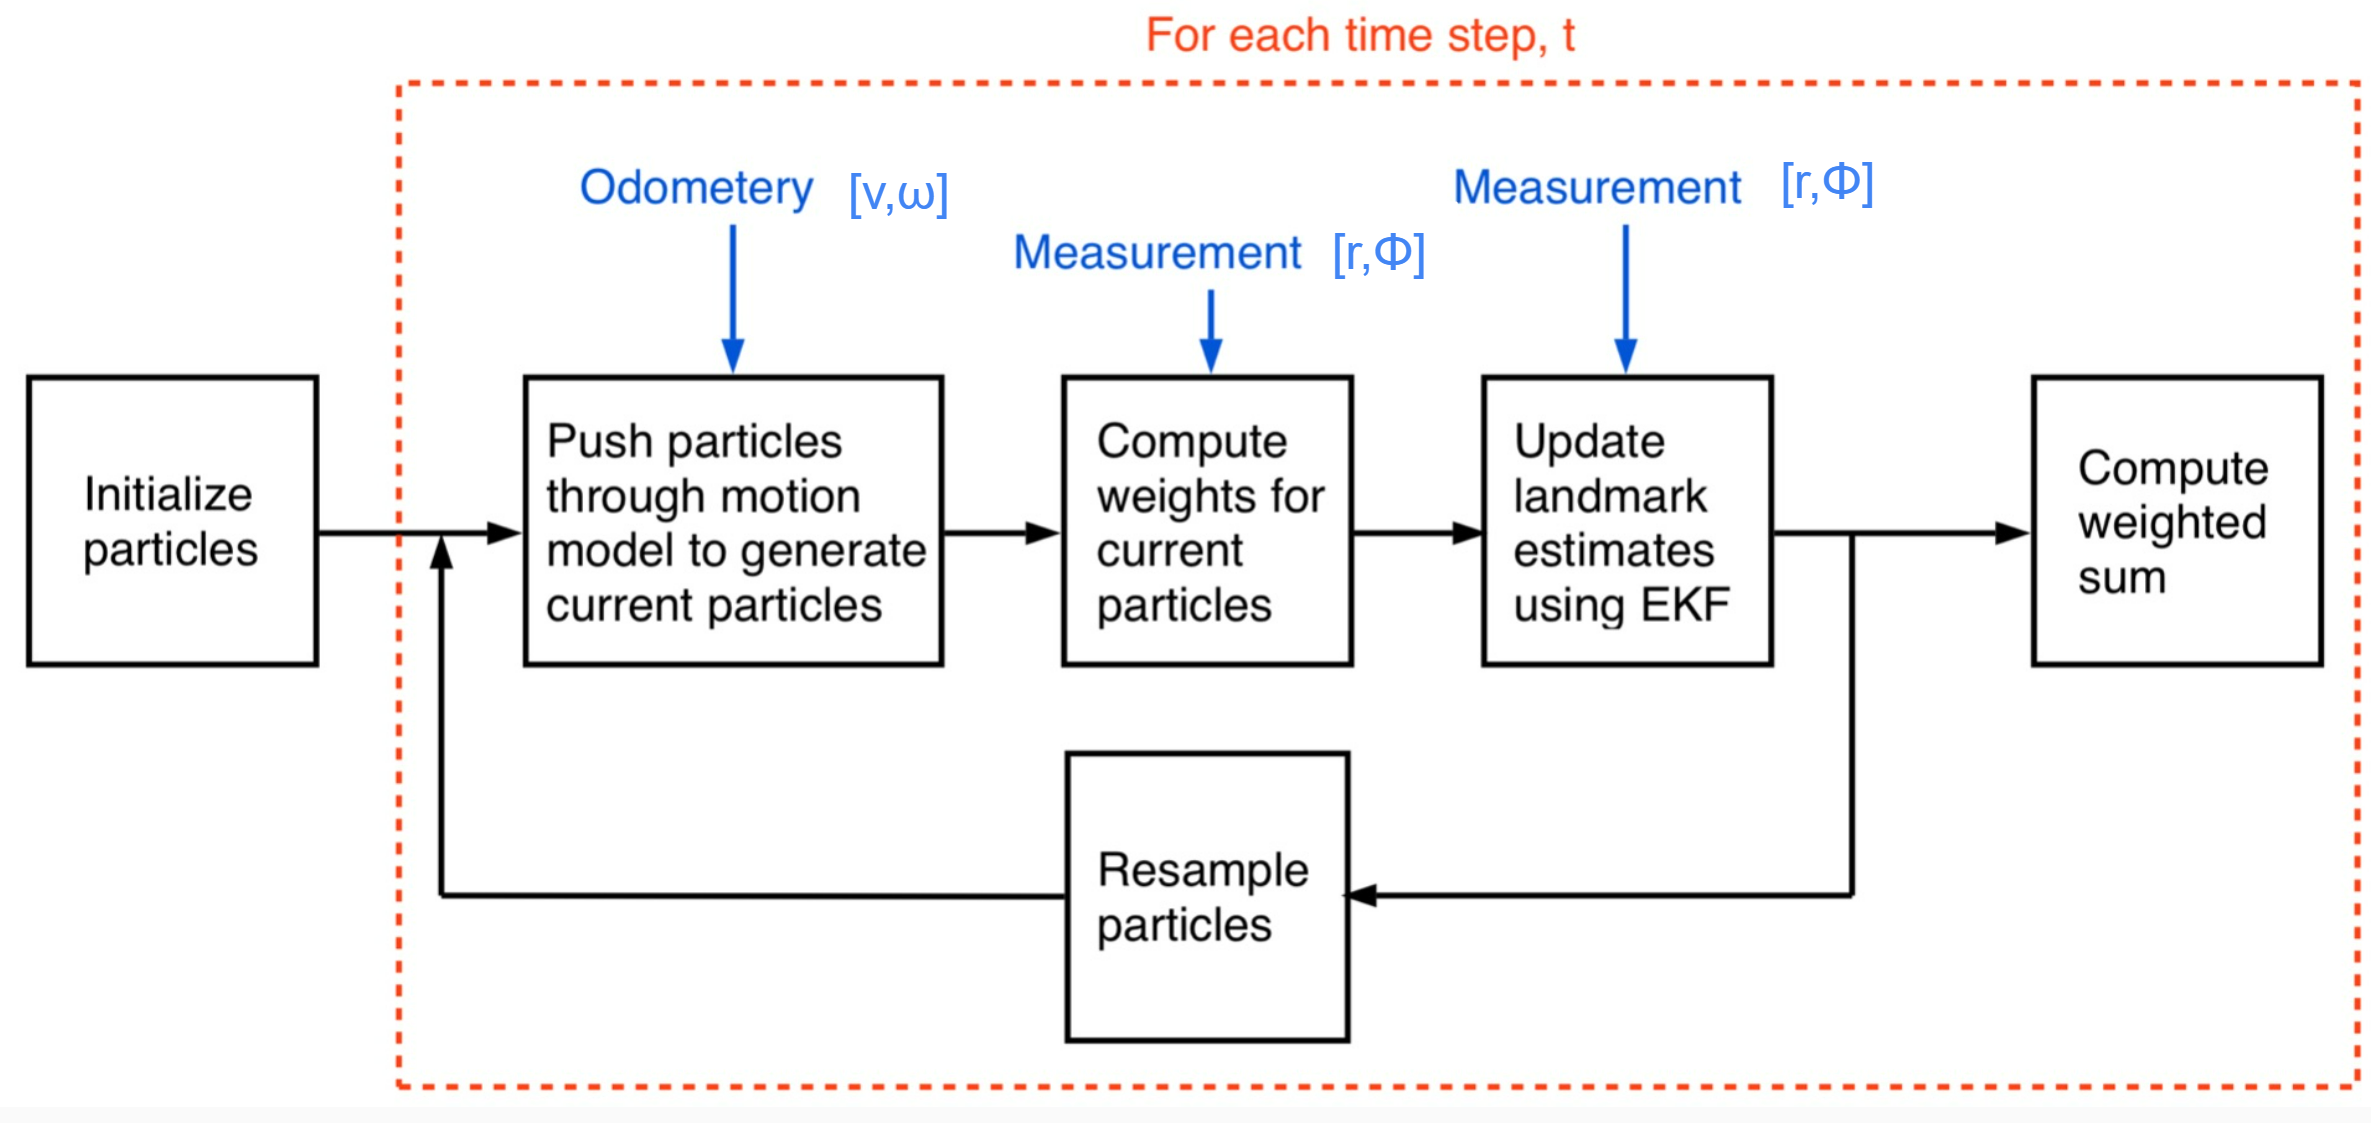 For each time step, t
Odometery [v,ω]
Measurement [r,Φ]
Measurement [r,Φ]
Initialize
particles
Push particles
through motion
model to generate
current particles
Compute
weights for
current
particles
Update
landmark
estimates
using EKF
Compute
weighted
sum
Resample
particles